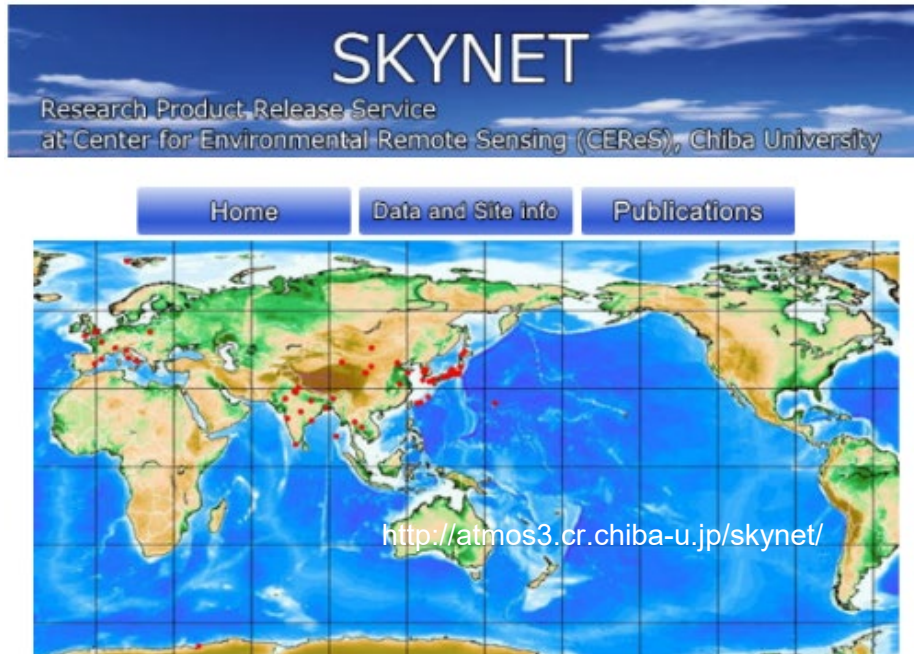 SKYNET
Research Product Release Service
at Center for Environmental Remote Sensing (CEReS), Chiba University
Home
Data and Site info
Publications
http://atmos3.cr.chiba-u.jp/skynet/